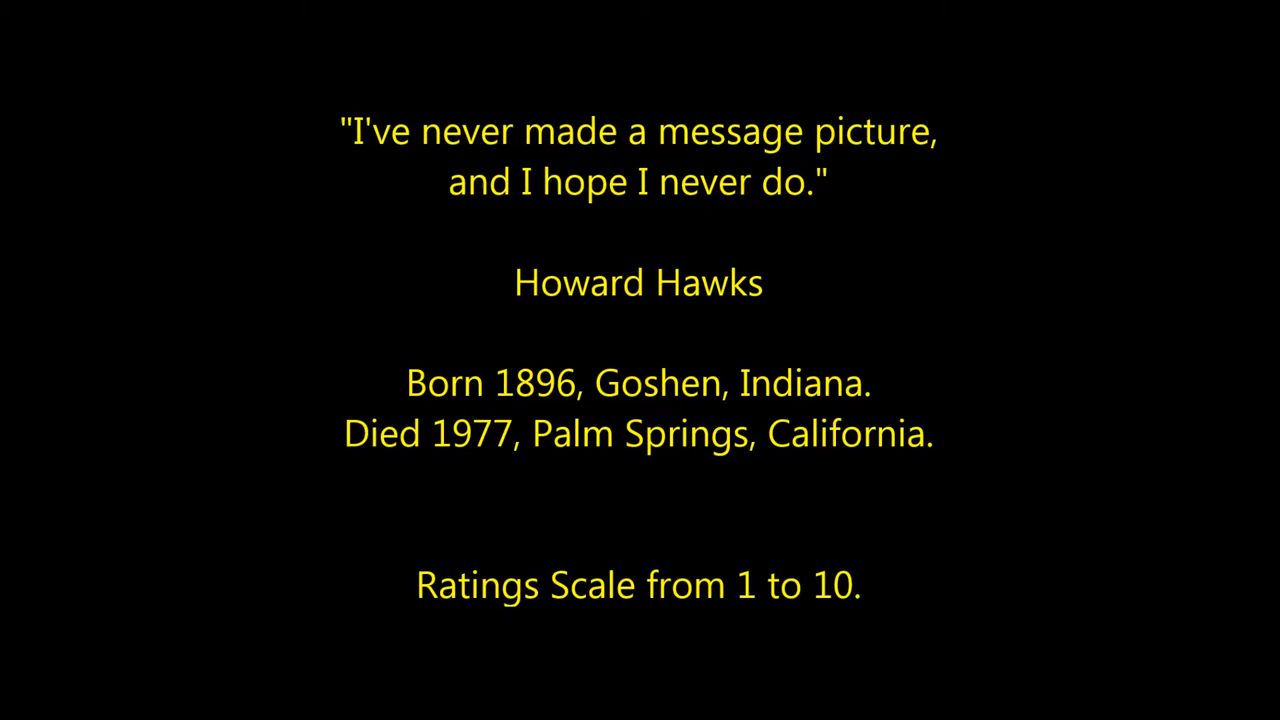 "I've never made a message picture,
and I hope I never do."
Howard Hawks
Born 1896, Goshen, Indiana.
Died 1977, Palm Springs, California.
Ratings Scale from 1 to 10.